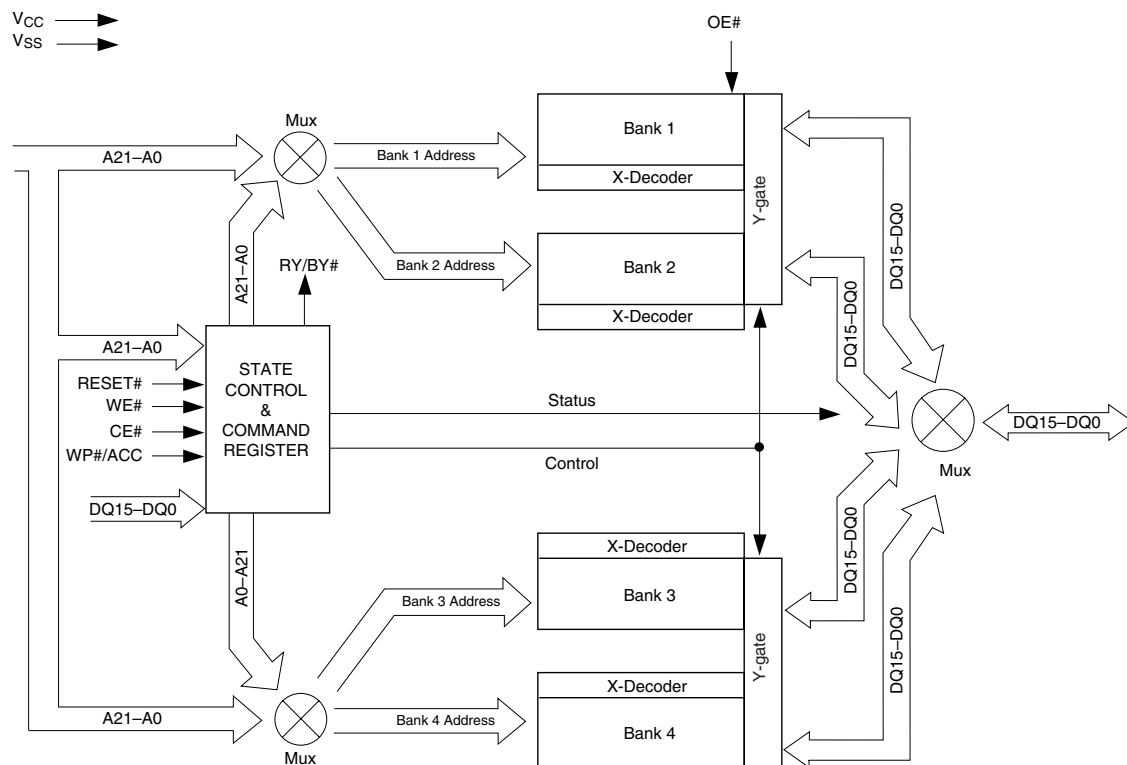 VCC
VSS
OE#
Mux
Bank 1
A21–A0
Bank 1 Address
X-Decoder
Y-gate
DQ15–DQ0
A21–A0
Bank 2 Address
Bank 2
RY/BY#
X-Decoder
DQ15–DQ0
A21–A0
STATE
CONTROL
&
COMMAND
REGISTER
RESET#
WE#
CE#
WP#/ACC
Status
Control
DQ15–DQ0
Mux
DQ15–DQ0
A0–A21
X-Decoder
Bank 3
Bank 3 Address
DQ15–DQ0
Y-gate
DQ15–DQ0
X-Decoder
A21–A0
Bank 4 Address
Bank 4
Mux